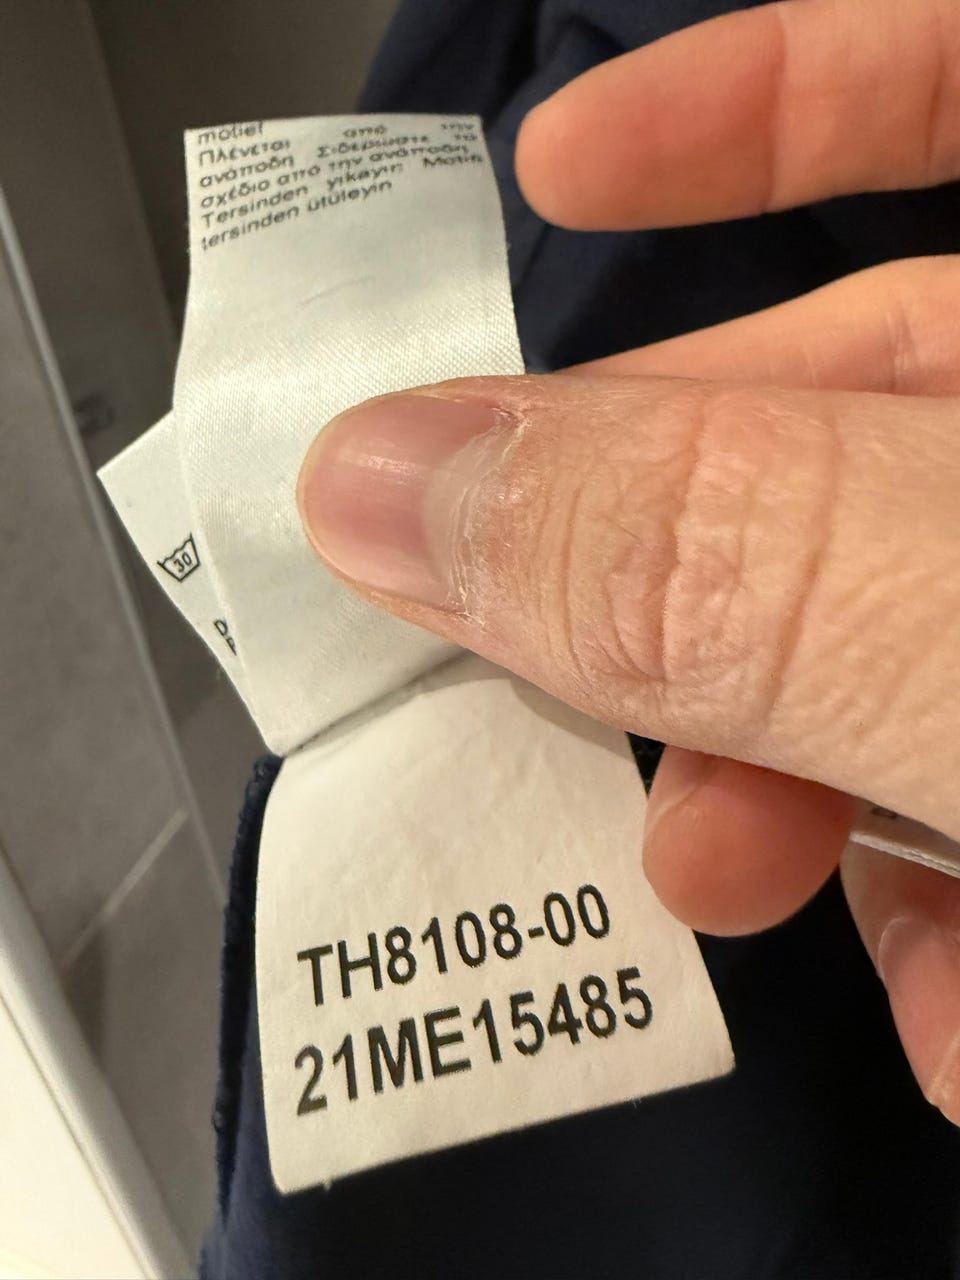 motief από την
Πλένεται
ανάποδη Σιδερώστε το
σχέδιο από την ανάποδη Motifi
Tersinden yıkayın
tersinden ütüleyin
30
D
TH8108-00
21ME15485